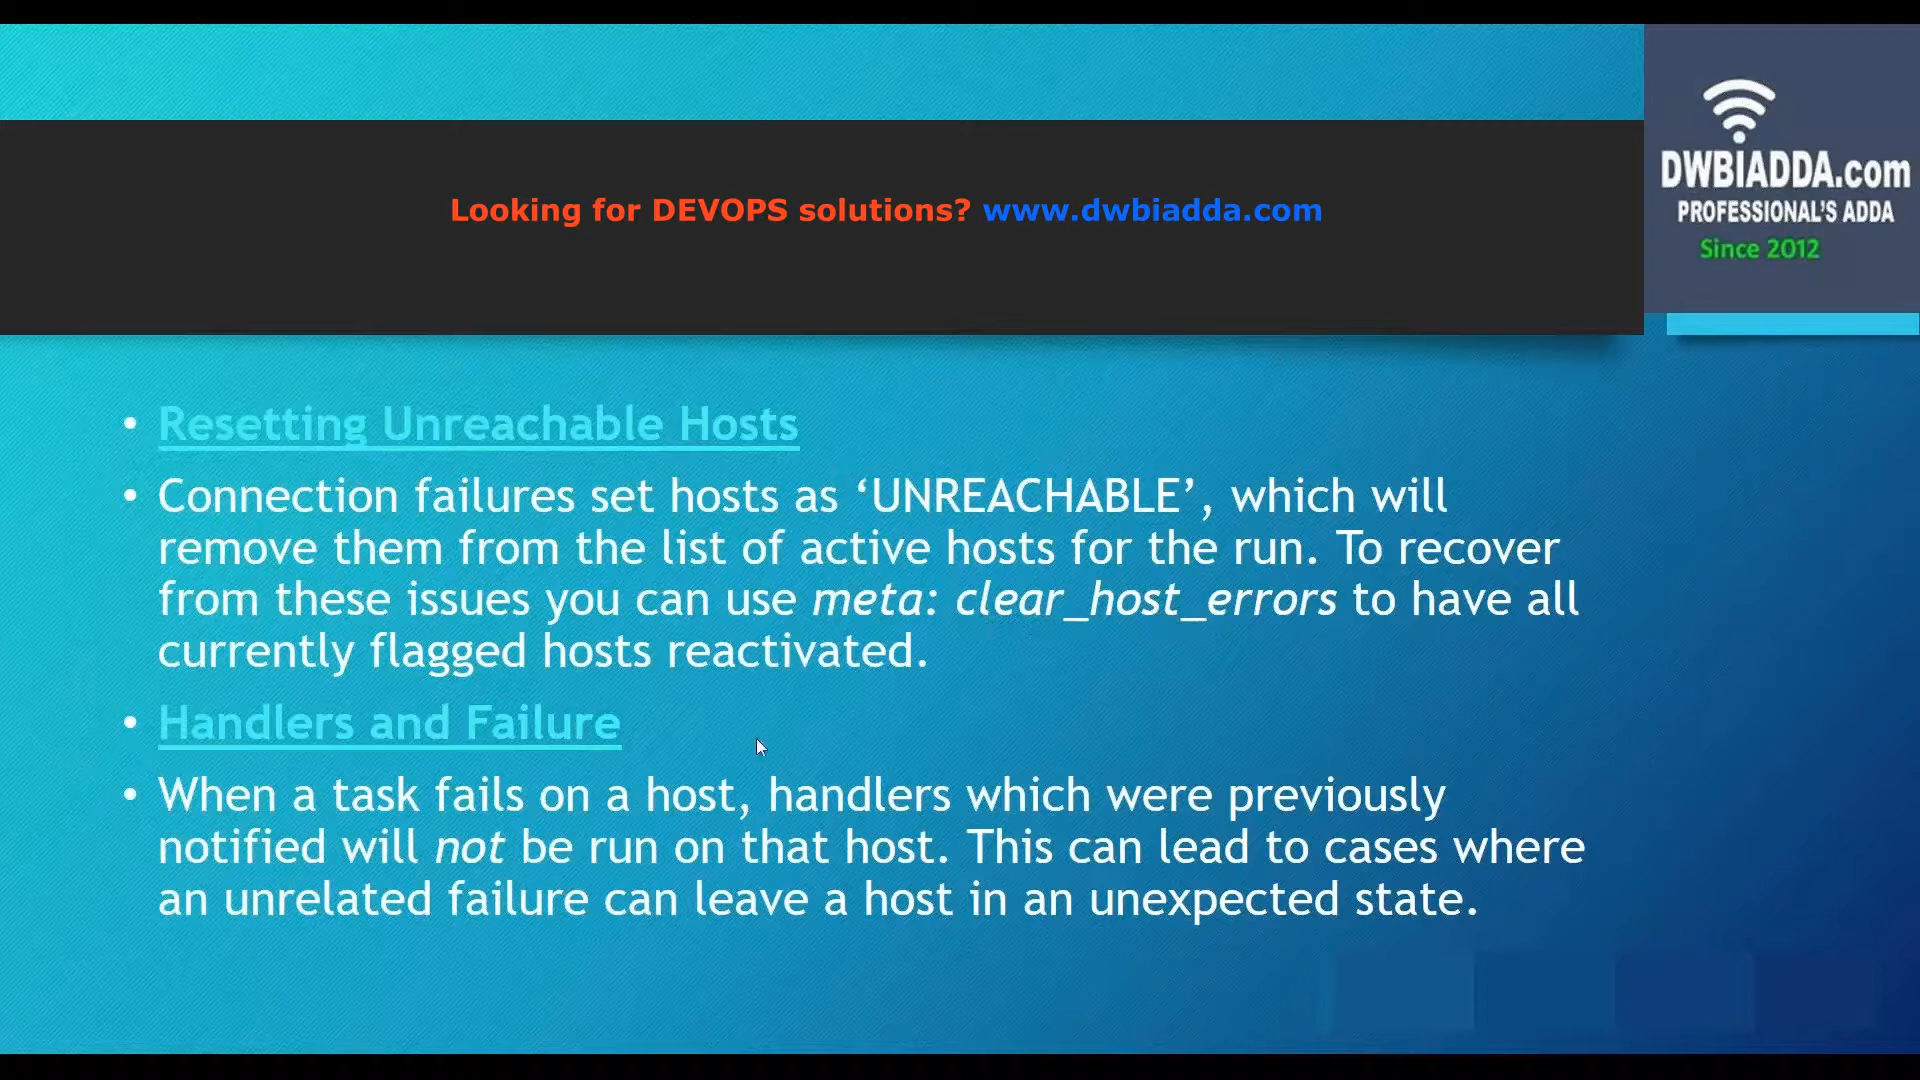 Looking for DEVOPS solutions? www.dwbiadda.com
DWBIADDA.com
PROFESSIONAL'S ADDA
Since 2012
• Resetting Unreachable Hosts
• Connection failures set hosts as ‘UNREACHABLE’, which will
remove them from the list of active hosts for the run. To recover
from these issues you can use meta: clear_host_errors to have all
currently flagged hosts reactivated.
• Handlers and Failure
• When a task fails on a host, handlers which were previously
notified will not be run on that host. This can lead to cases where
an unrelated failure can leave a host in an unexpected state.